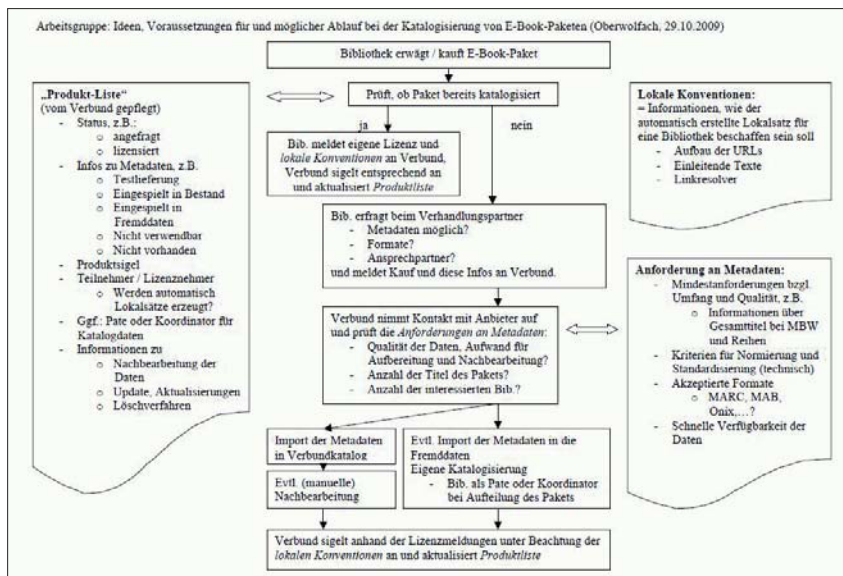 Arbeitsgruppe: Ideen, Voraussetzungen für und möglicher Ablauf bei der Katalogisierung von E-Book-Paketen (Oberwolfach, 29.10.2009)
Bibliothek erwägt / kauft E-Book-Paket
Prüft, ob Paket bereits katalogisiert
ja
nein
„Produkt-Liste“
(vom Verbund gepflegt)
- Status, z.B.:
o angefragt
o lizensiert
- Infos zu Metadaten, z.B.
o Testlieferung
o Eingespielt in Bestand
o Eingespielt in
Fremddaten
o Nicht verwendbar
o Nicht vorhanden
- Produktsigel
- Teilnehmer / Lizenznehmer
o Werden automatisch
Lokalsätze erzeugt?
- Ggf.: Pate oder Koordinator für
Katalogdaten
- Informationen zu
o Nachbearbeitung der
Daten
o Update, Aktualisierungen
o Löschverfahren
Bib. meldet eigene Lizenz und
lokale Konventionen an Verbund,
Verbund sigelt entsprechend an
und aktualisiert Produktliste
Lokale Konventionen:
= Informationen, wie der
automatisch erstellte Lokalsatz für
eine Bibliothek beschaffen sein soll
- Aufbau der URLs
- Einleitende Texte
- Linkresolver
Bib. erfragt beim Verhandlungspartner
- Metadaten möglich?
- Formate?
- Ansprechpartner?
und meldet Kauf und diese Infos an Verbund.
Verbund nimmt Kontakt mit Anbieter auf
und prüft die Anforderungen an Metadaten:
- Qualität der Daten, Aufwand für
Aufbereitung und Nachbearbeitung?
- Anzahl der Titel des Pakets?
- Anzahl der interessierten Bib.?
Anforderung an Metadaten:
- Mindestanforderungen bzgl.
Umfang und Qualität, z.B.
o Informationen über
Gesamttitel bei MBW
und Reihen
- Kriterien für Normierung und
Standardisierung (technisch)
- Akzeptierte Formate
o MARC, MAB,
Onix,…?
- Schnelle Verfügbarkeit der
Daten
Import der Metadaten
in Verbundkatalog
Evtl. (manuelle)
Nachbearbeitung
Evtl. Import der Metadaten in die
Fremddaten
Eigene Katalogisierung
- Bib. als Pate oder Koordinator
bei Aufteilung des Pakets
Verbund sigelt anhand der Lizenzmeldungen unter Beachtung der
lokalen Konventionen an und aktualisiert Produktliste